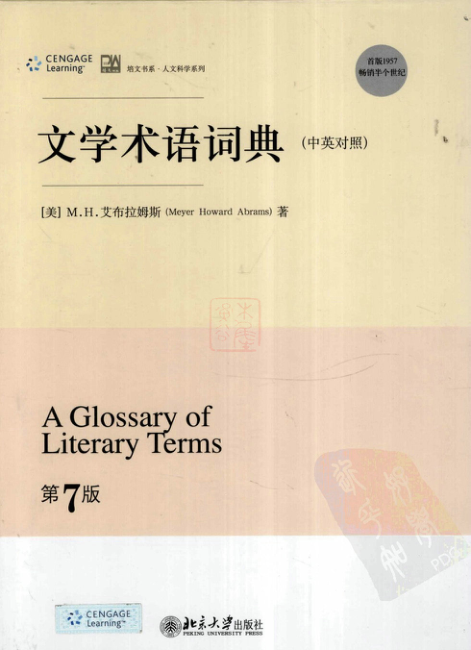 CENGAGE
Learning™
培文书系·人文科学系列
首版1957
畅销半个世纪
文学术语词典 (中英对照)
[美] M.H.艾布拉姆斯 (Meyer Howard Abrams) 著
A Glossary of
Literary Terms
第7版
CENGAGE
Learning™
北京大学出版社
PEKING UNIVERSITY PRESS